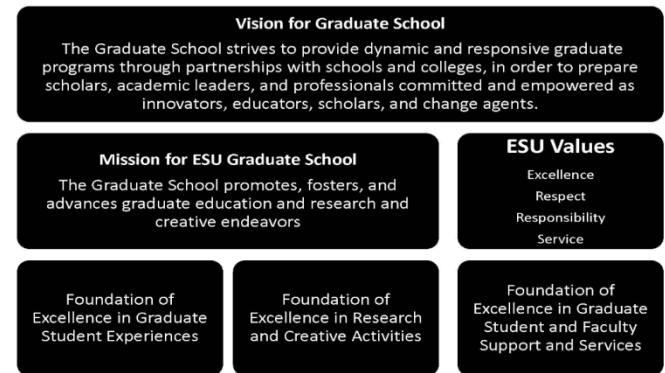 Vision for Graduate School
The Graduate School strives to provide dynamic and responsive graduate
programs through partnerships with schools and colleges, in order to prepare
scholars, academic leaders, and professionals committed and empowered as
innovators, educators, scholars, and change agents.
Mission for ESU Graduate School
The Graduate School promotes, fosters, and
advances graduate education and research and
creative endeavors
ESU Values
Excellence
Respect
Responsibility
Service
Foundation of
Excellence in Graduate
Student Experiences
Foundation of
Excellence in Research
and Creative Activities
Foundation of
Excellence in Graduate
Student and Faculty
Support and Services